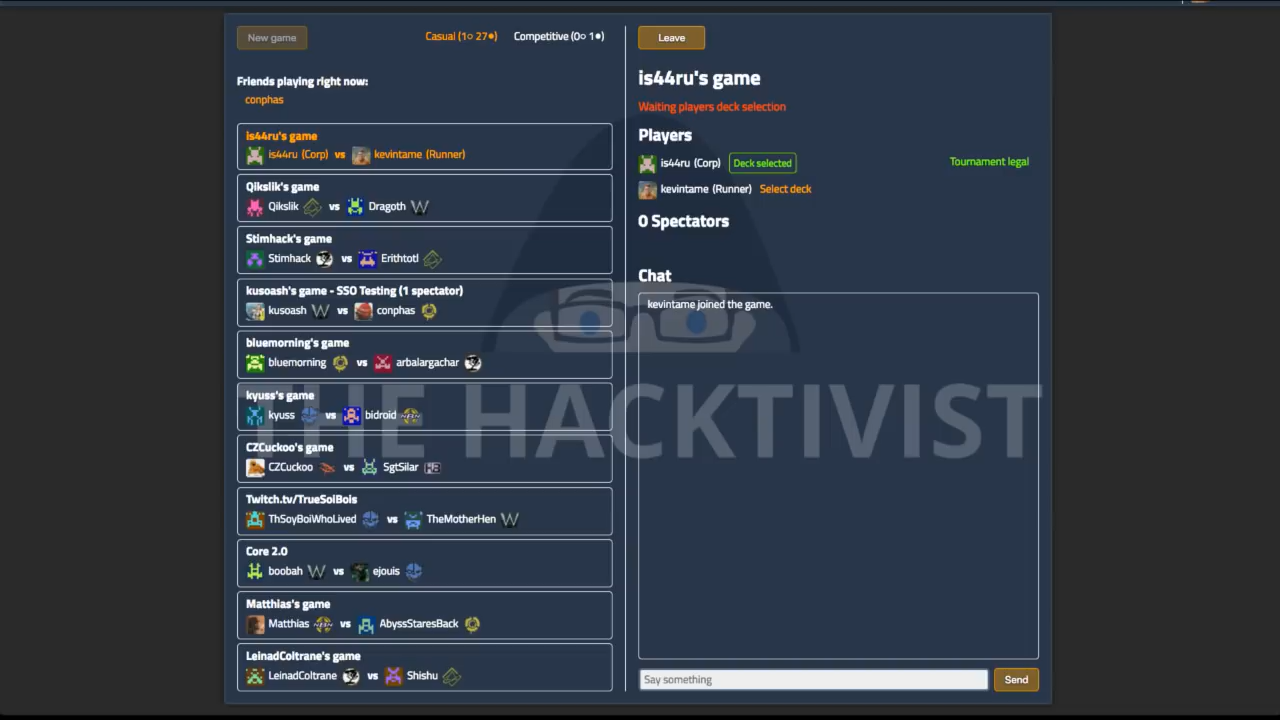 New game
Casual (1○ 27●)
Competitive (0○ 1●)
Friends playing right now:
conphas
is44ru's game
is44ru (Corp) vs kevintame (Runner)
Qikslik's game
Qikslik vs Dragoth
Stimhack's game
Stimhack vs Erithtotl
kusoash's game - SSO Testing (1 spectator)
kusoash vs conphas
bluemorning's game
bluemorning vs arbalargachar
kyuss's game
kyuss vs bidroid
CZCuckoo's game
CZCuckoo vs SgtSilar
Twitch.tv/TrueSolBois
ThSoyBoiWhoLived vs TheMotherHen
Core 2.0
boobah vs ejouis
Matthias's game
Matthias vs AbyssStaresBack
LeinadColtrane's game
LeinadColtrane vs Shishu
Leave
is44ru's game
Waiting players deck selection
Players
is44ru (Corp) Deck selected
Tournament legal
kevintame (Runner) Select deck
0 Spectators
Chat
kevintame joined the game.
Say something
Send
THE HACKTIVIST